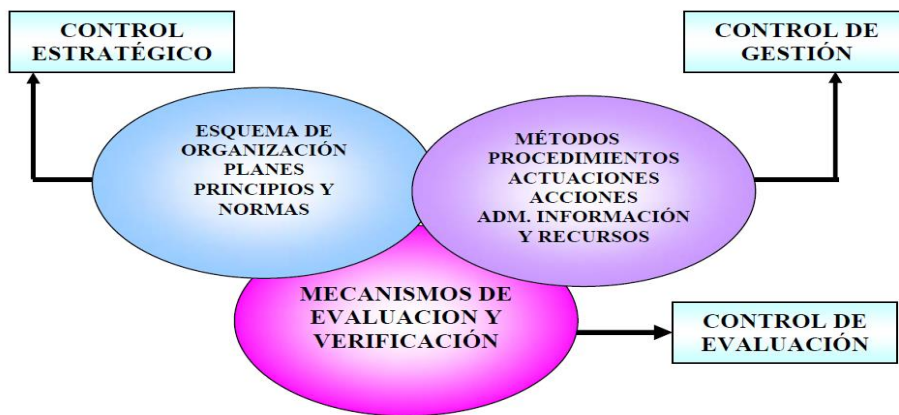 CONTROL
ESTRATÉGICO
CONTROL DE
GESTIÓN
ESQUEMA DE
ORGANIZACIÓN
PLANES
PRINCIPIOS Y
NORMAS
MÉTODOS
PROCEDIMIENTOS
ACTUACIONES
ACCIONES
ADM. INFORMACIÓN
Y RECURSOS
MECANISMOS DE
EVALUACION Y
VERIFICACIÓN
CONTROL DE
EVALUACIÓN